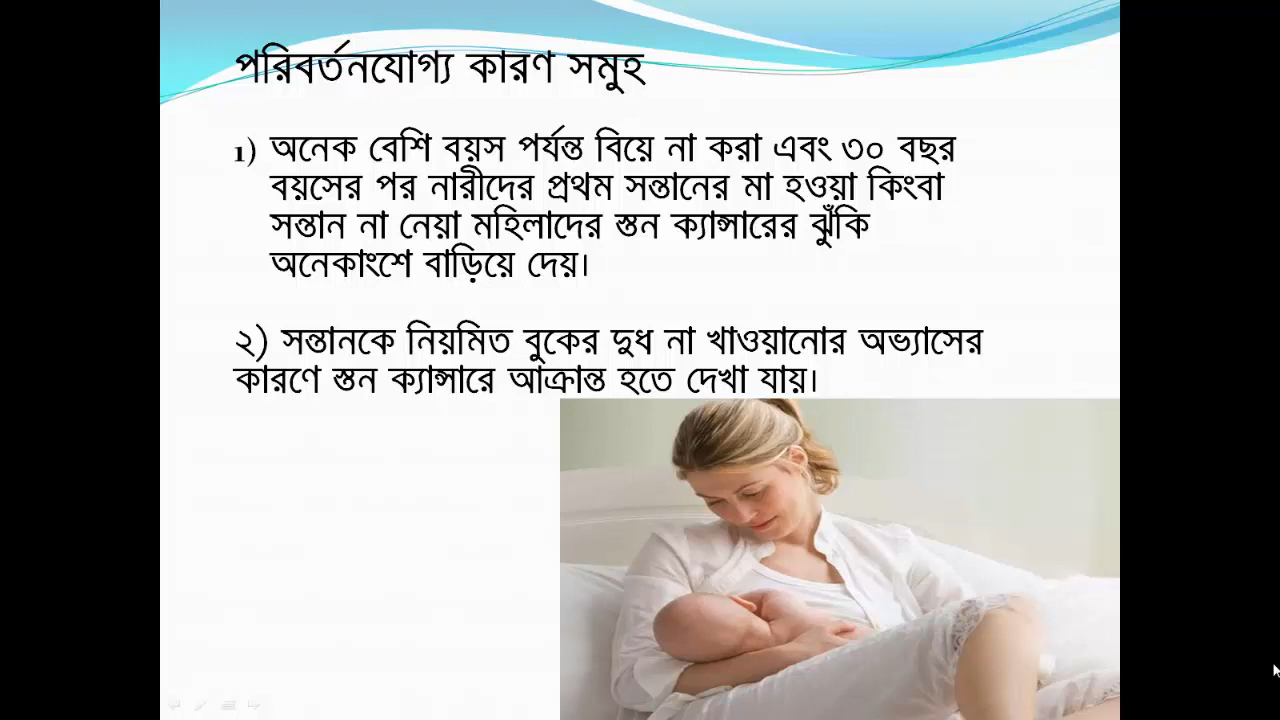 পরিবর্তনযোগ্য কারণ সমুহ
1) অনেক বেশি বয়স পর্যন্ত বিয়ে না করা এবং ৩০ বছর
বয়সের পর নারীদের প্রথম সন্তানের মা হওয়া কিংবা
সন্তান না নেয়া মহিলাদের স্তন ক্যান্সারের ঝুঁকি
অনেকাংশে বাড়িয়ে দেয়।
২) সন্তানকে নিয়মিত বুকের দুধ না খাওয়ানোর অভ্যাসের
কারণে স্তন ক্যান্সারে আক্রান্ত হতে দেখা যায়।